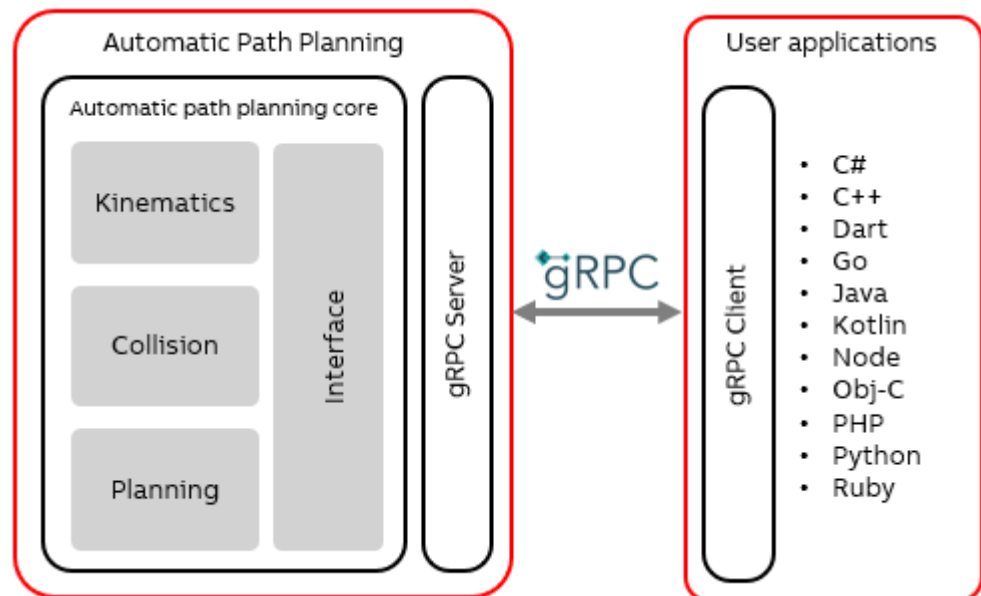 Automatic Path Planning
Automatic path planning core
Kinematics
Collision
Planning
Interface
gRPC Server
gRPC
User applications
gRPC Client
• C#
• C++
• Dart
• Go
• Java
• Kotlin
• Node
• Obj-C
• PHP
• Python
• Ruby